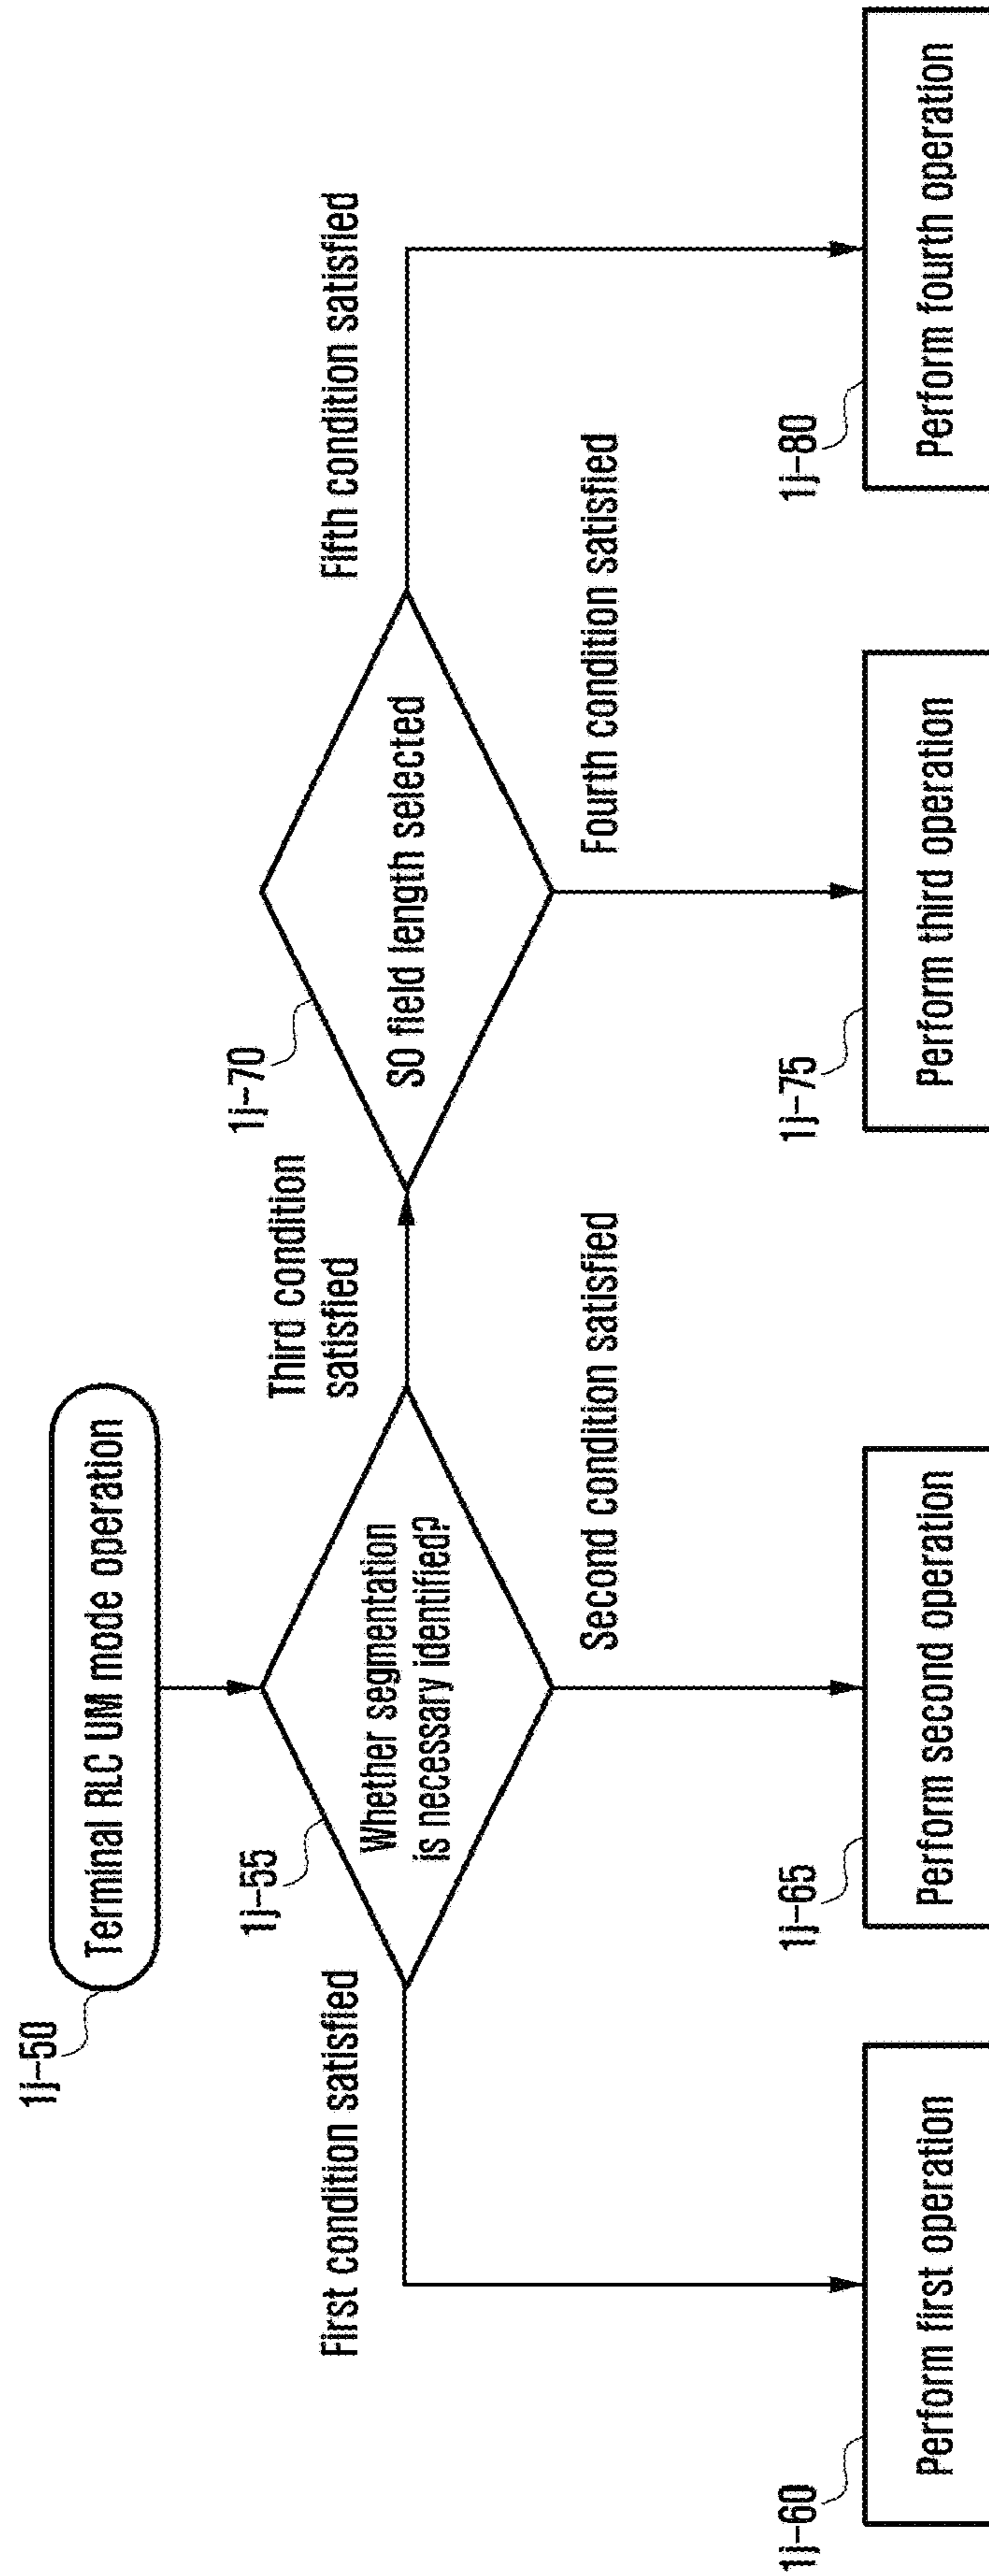 1j-50
Terminal RLC UM mode operation
1j-55
Whether segmentation
is necessary identified?
First condition satisfied
Third condition
satisfied
1j-70
SO field length selected
Fifth condition satisfied
Second condition satisfied
Fourth condition satisfied
1j-60
Perform first operation
1j-65
Perform second operation
1j-75
Perform third operation
1j-80
Perform fourth operation